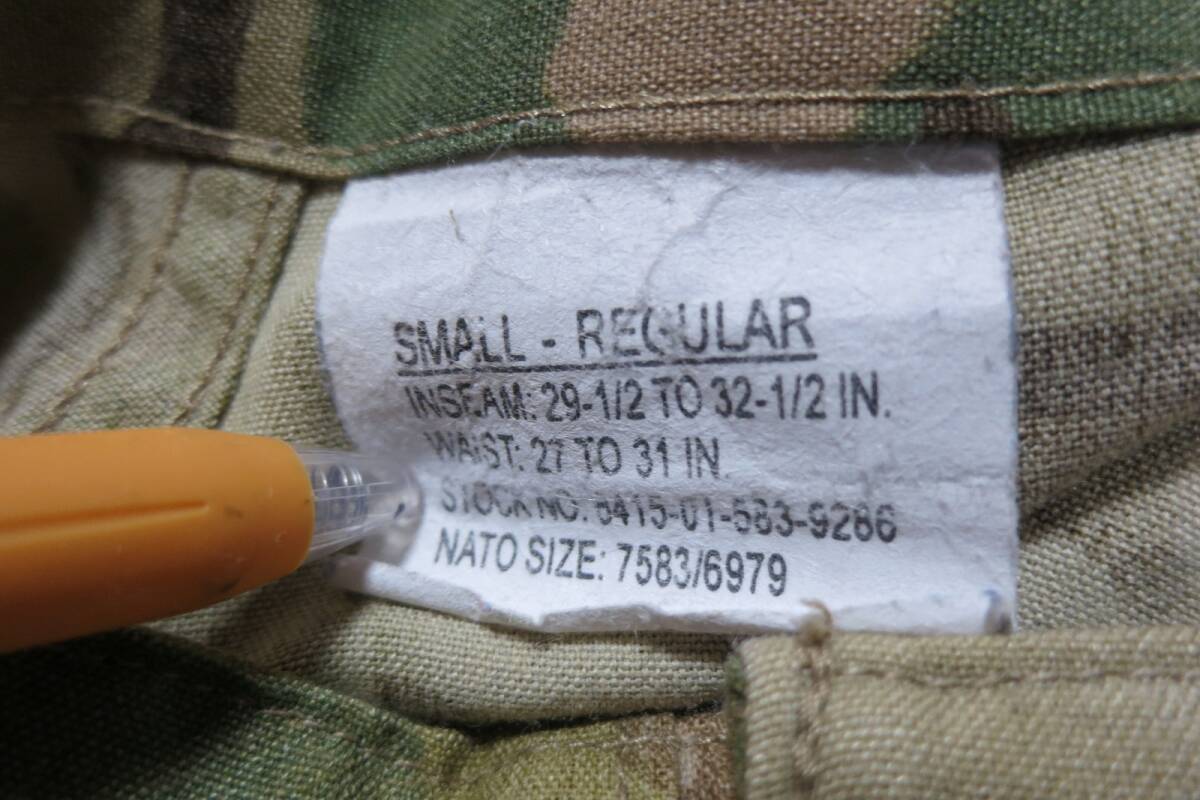 SMALL - REGULAR
INSEAM: 29-1/2 TO 32-1/2 IN.
WAIST: 27 TO 31 IN.
STOCK NO. 8415-01-583-9286
NATO SIZE: 7583/6979